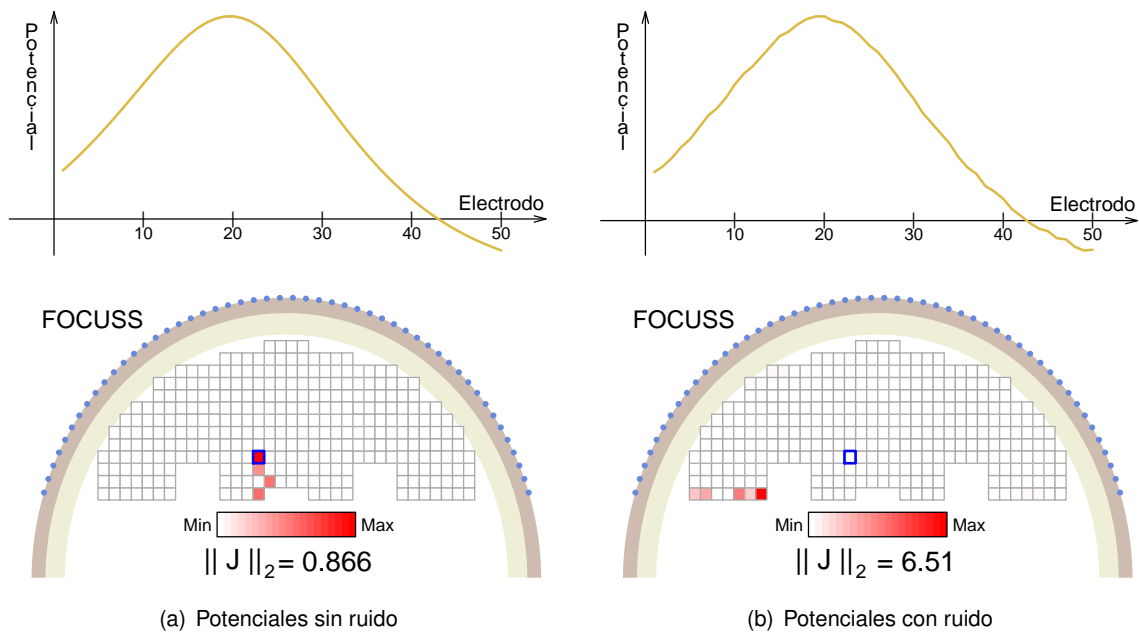 Potencial
Electrodo
10 20 30 40 50
FOCUSS
Min Max
|| J ||₂ = 0.866
(a) Potenciales sin ruido
Potencial
Electrodo
10 20 30 40 50
FOCUSS
Min Max
|| J ||₂ = 6.51
(b) Potenciales con ruido